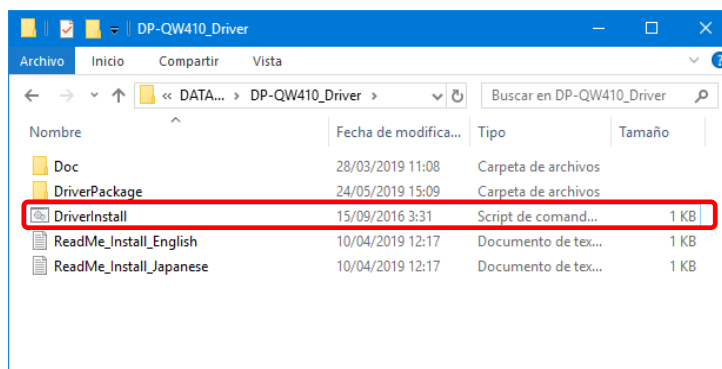 DP-QW410_Driver
Archivo Inicio Compartir Vista
« DATA... › DP-QW410_Driver › Buscar en DP-QW410_Driver
Nombre Fecha de modifica... Tipo Tamaño
Doc 28/03/2019 11:08 Carpeta de archivos
DriverPackage 24/05/2019 15:09 Carpeta de archivos
DriverInstall 15/09/2016 3:31 Script de comand... 1 KB
ReadMe_Install_English 10/04/2019 12:17 Documento de tex... 1 KB
ReadMe_Install_Japanese 10/04/2019 12:17 Documento de tex... 1 KB